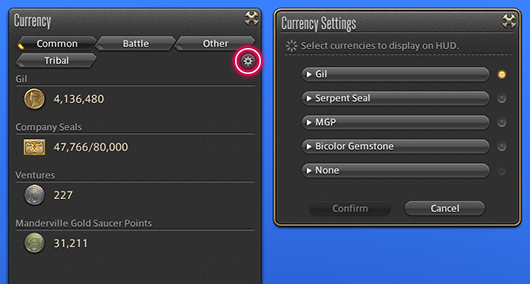 Currency
Common
Battle
Other
Tribal
Gil
4,136,480
Company Seals
47,766/80,000
Ventures
227
Manderville Gold Saucer Points
31,211
Currency Settings
Select currencies to display on HUD.
Gil
Serpent Seal
MGP
Bicolor Gemstone
None
Confirm
Cancel